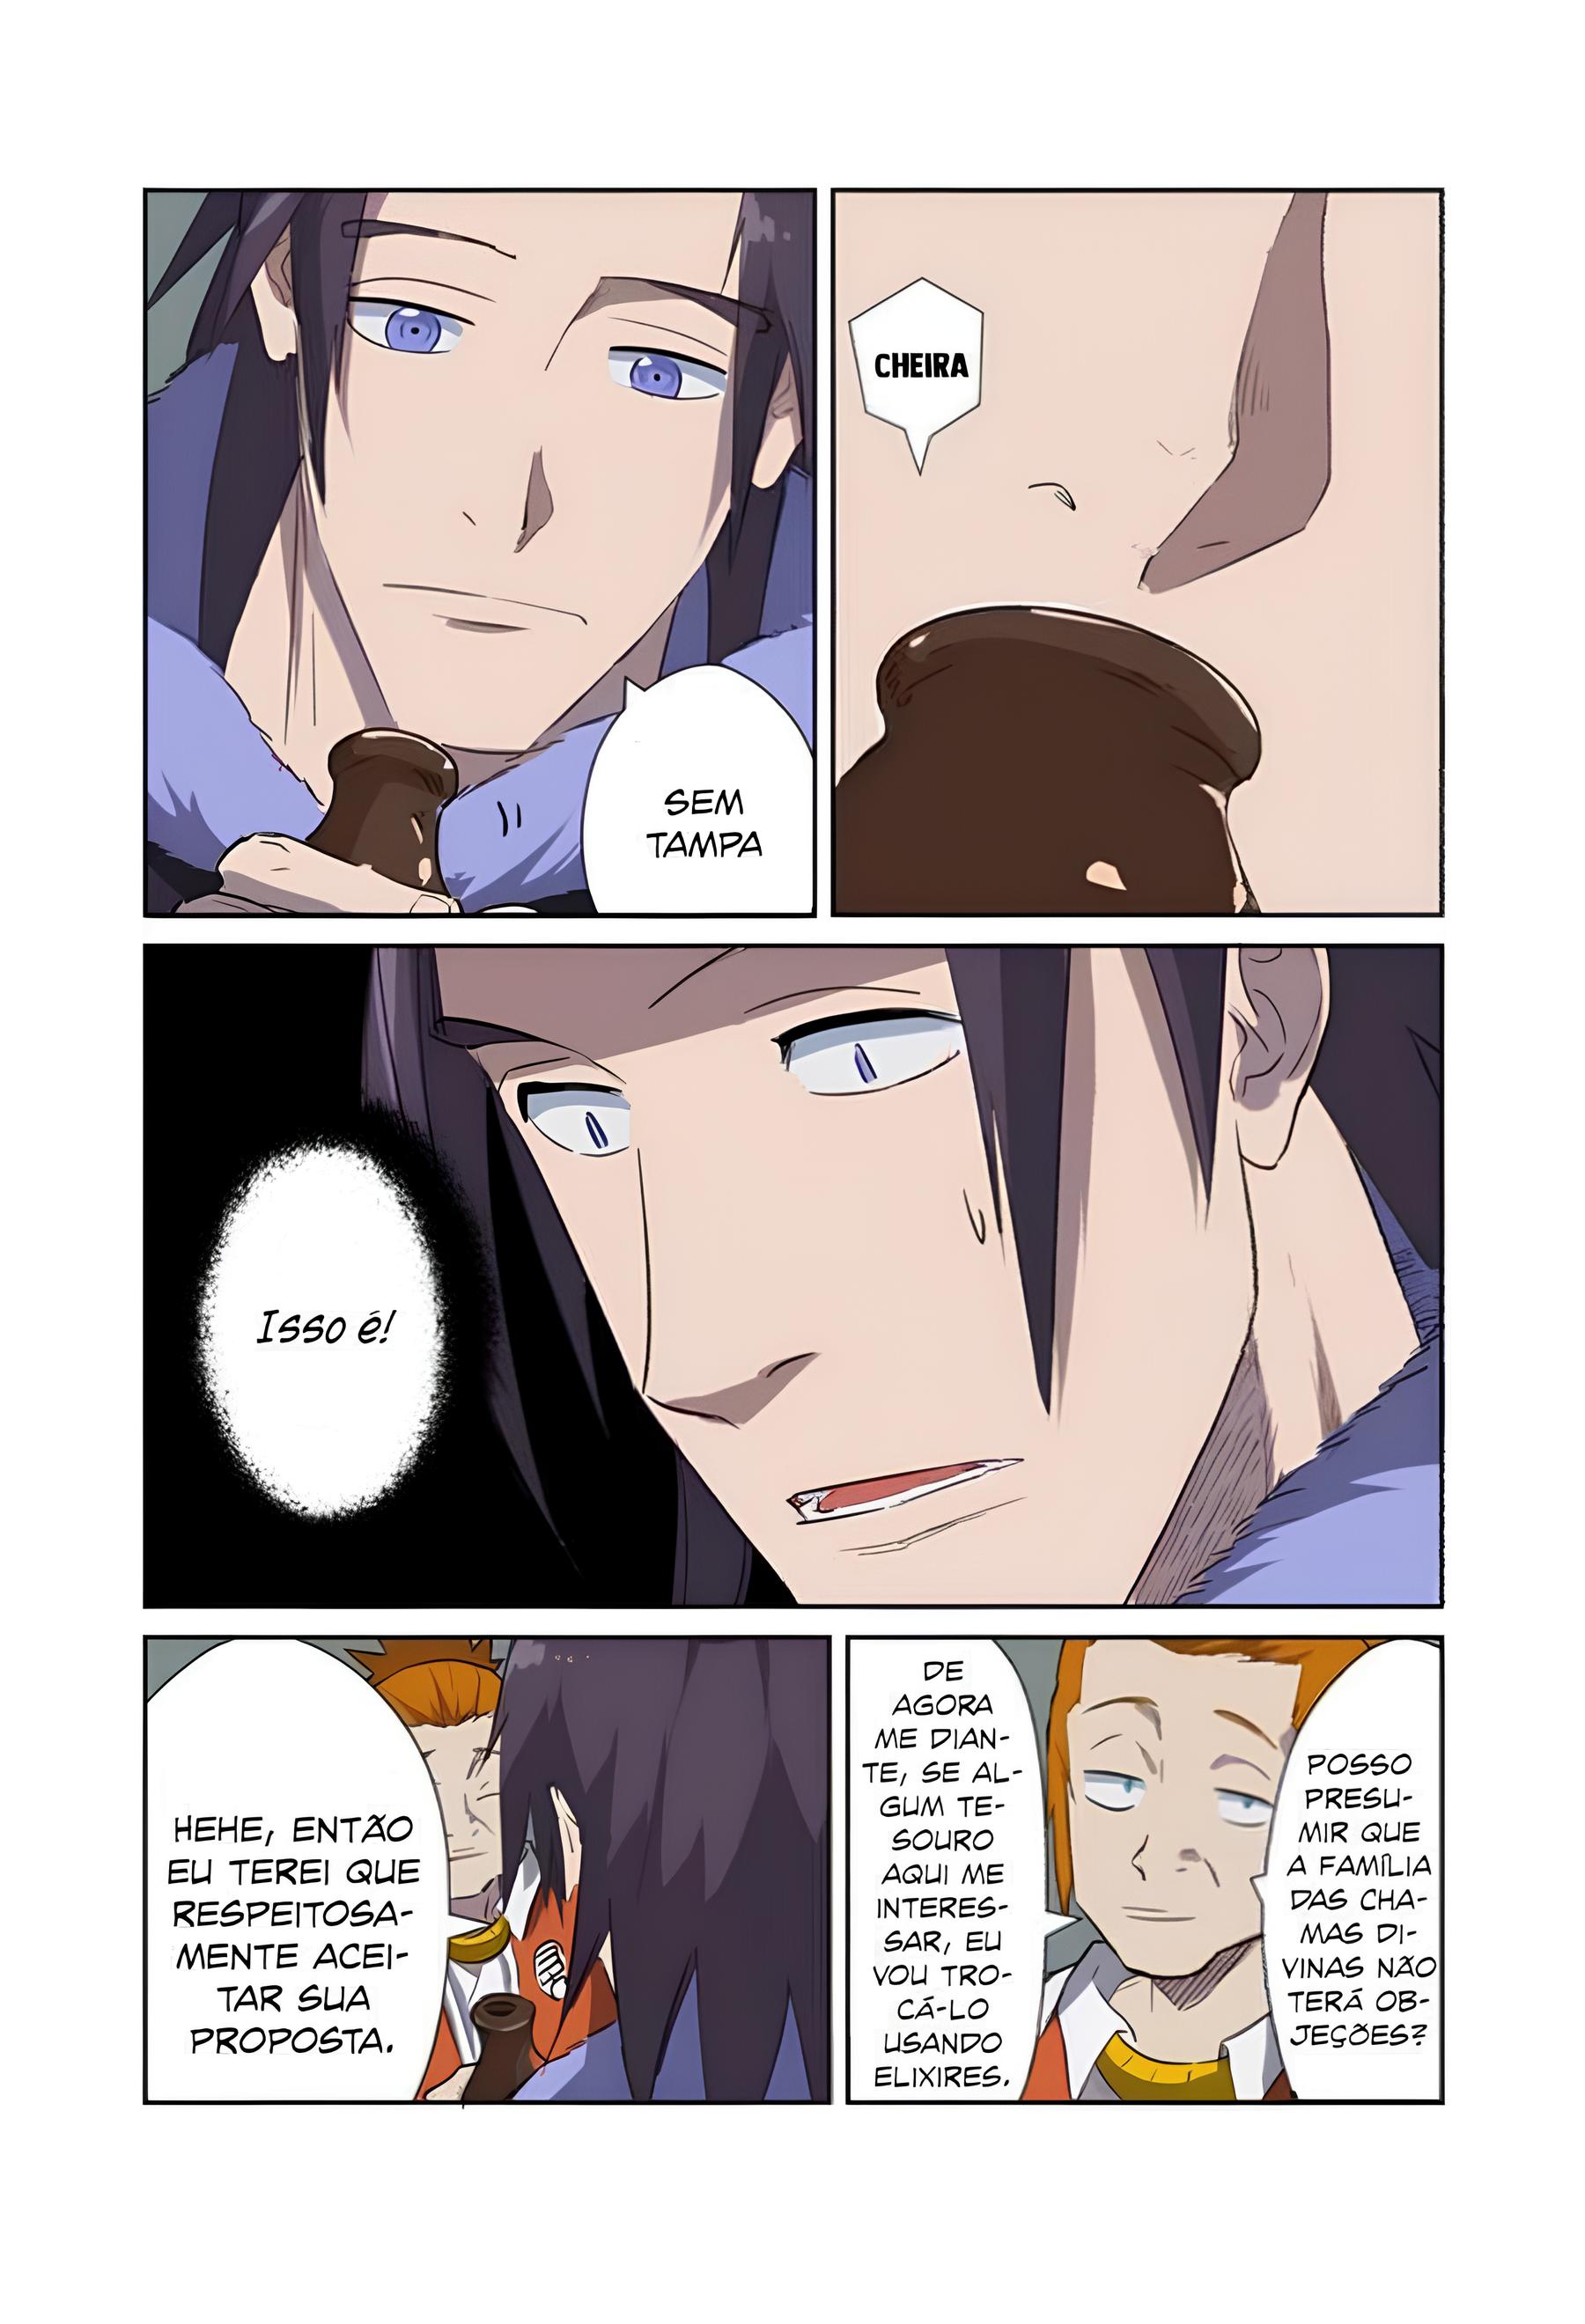 SEM
TAMPA
CHEIRA
Isso é!
HEHE, ENTÃO
EU TEREI QUE
RESPEITOSA-
MENTE ACEI-
TAR SUA
PROPOSTA.
DE
AGORA
ME DIAN-
TE, SE AL-
GUM TE-
SOURO
AQUI ME
INTERES-
SAR, EU
VOU TRO-
CÁ-LO
USANDO
ELIXIRES.
POSSO
PRESU-
MIR QUE
A FAMÍLIA
DAS CHA-
MAS DI-
VINAS NÃO
TERÁ OB-
JEÇÕES?